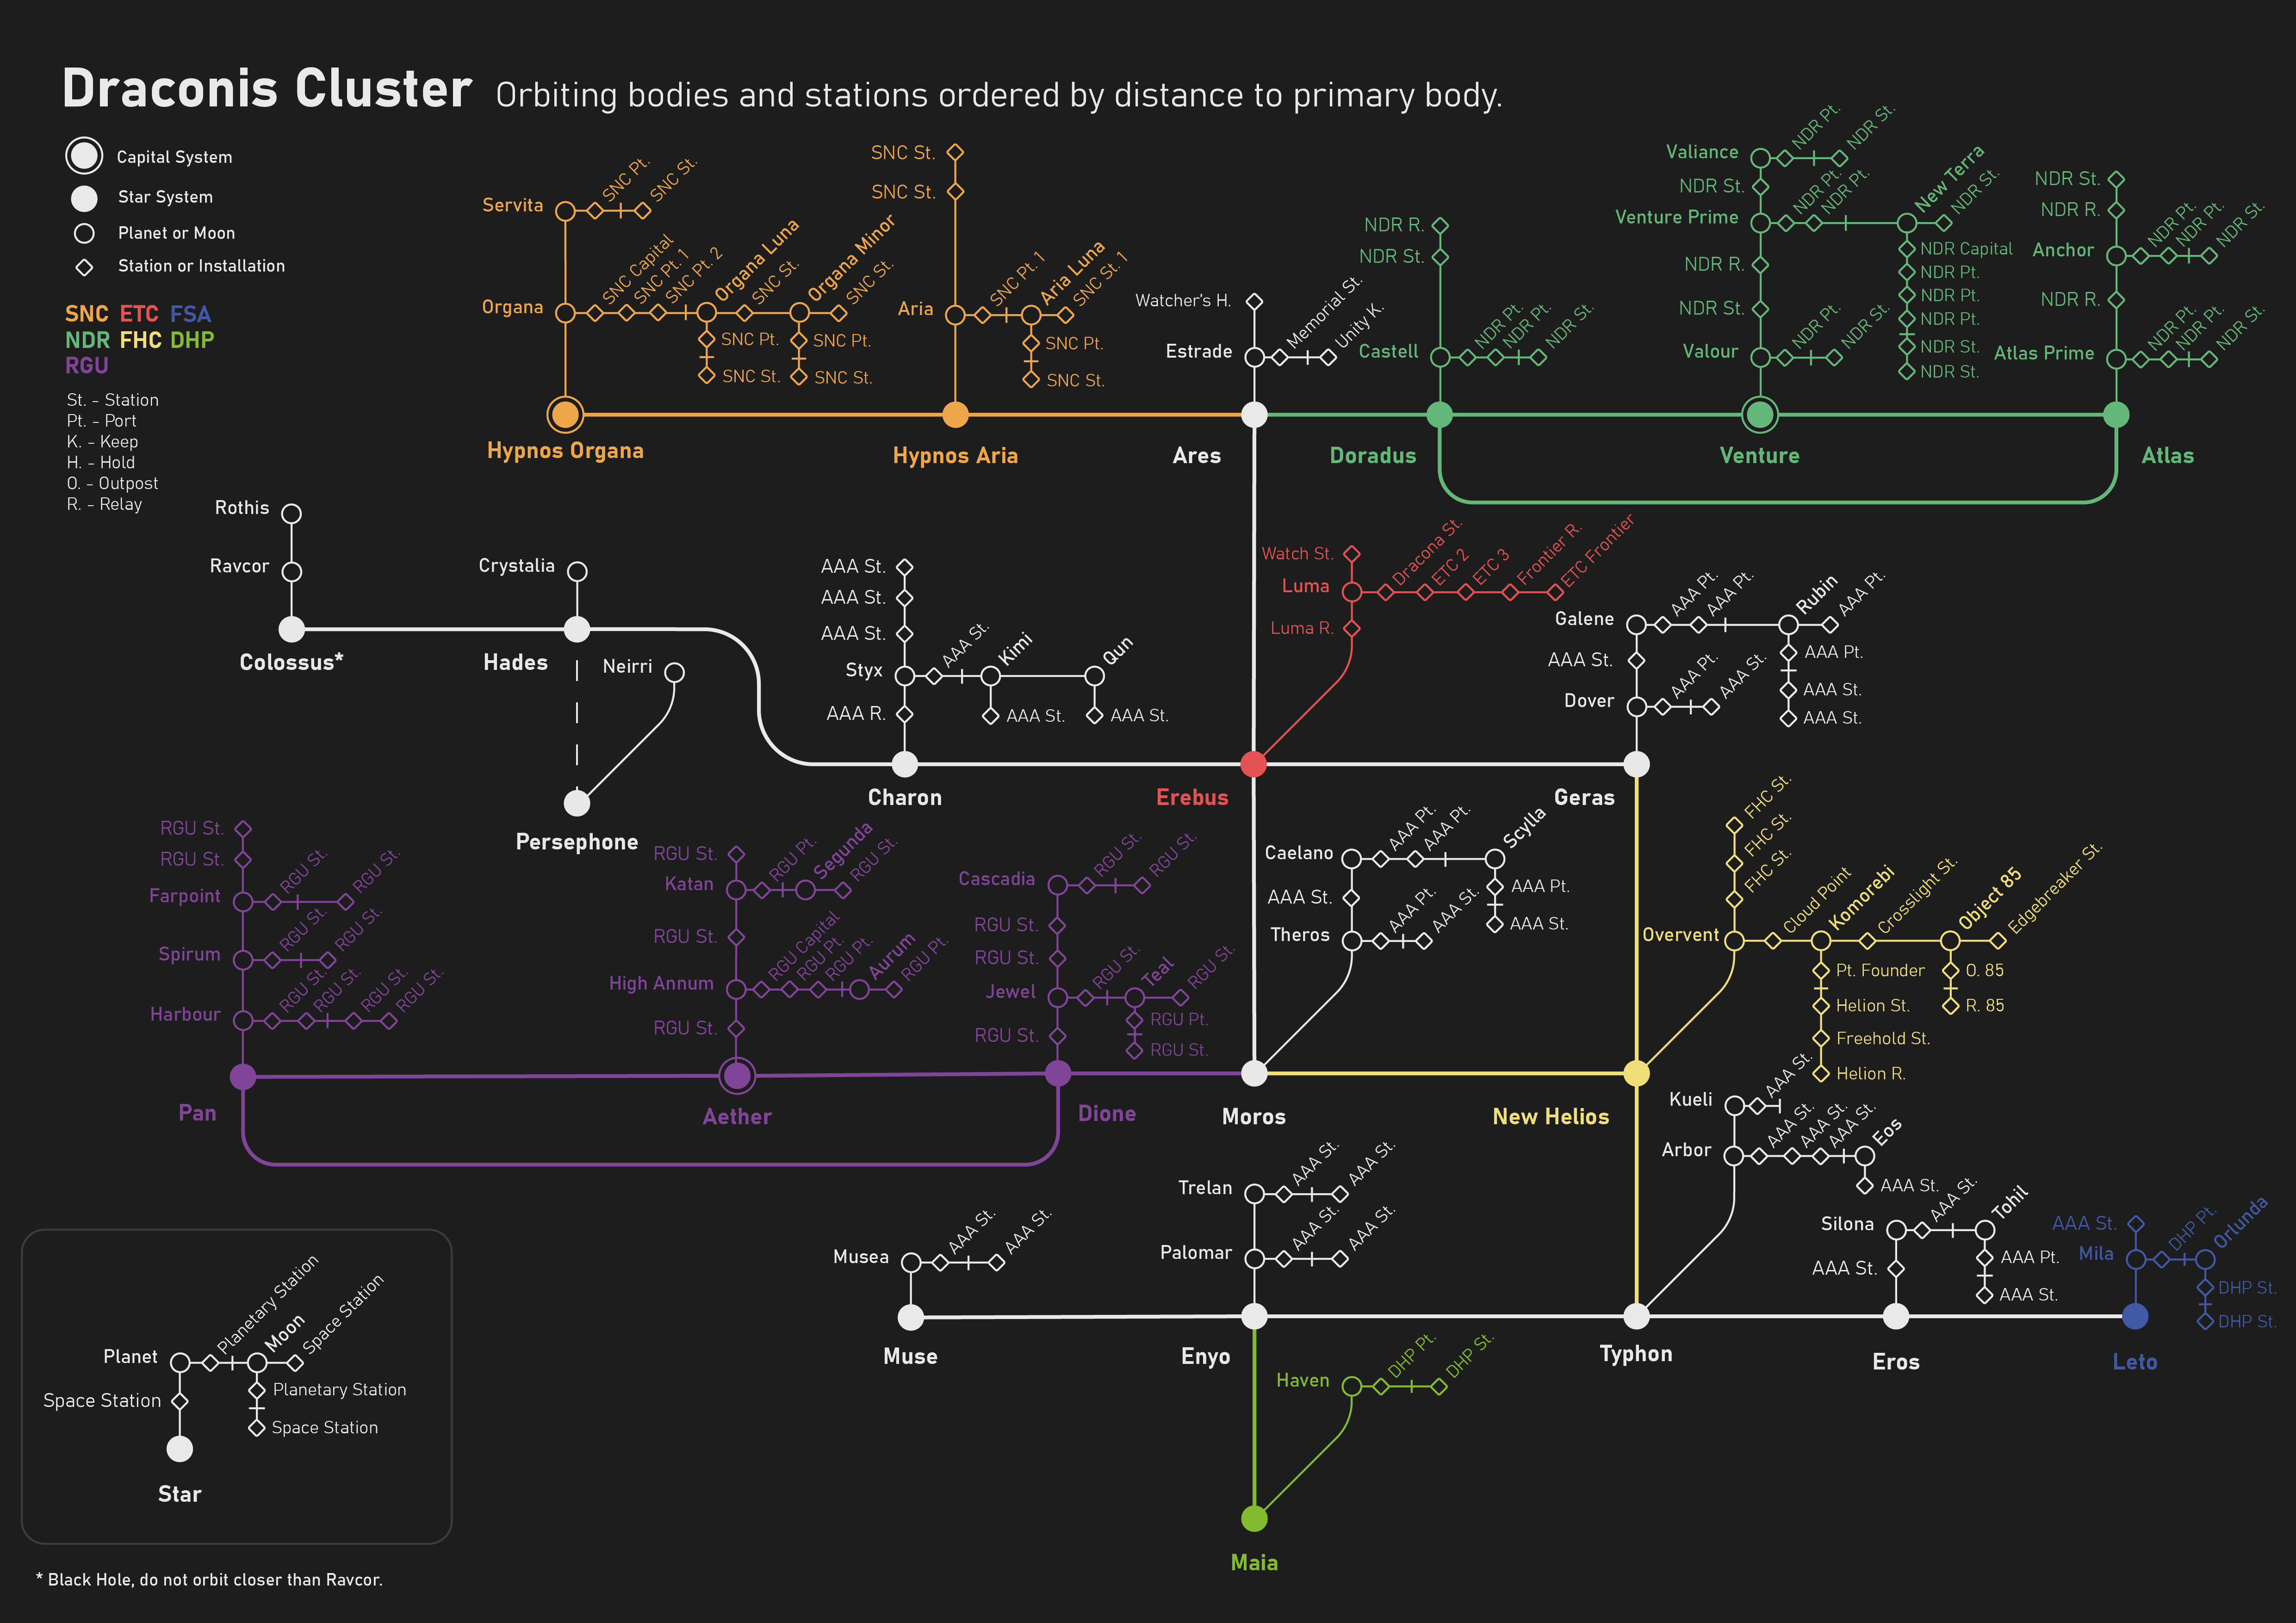 Draconis Cluster Orbiting bodies and stations ordered by distance to primary body.
Capital System
Star System
Planet or Moon
Station or Installation
SNC ETC FSA
NDR FHC DHP
RGU
St. - Station
Pt. - Port
K. - Keep
H. - Hold
O. - Outpost
R. - Relay
Servita
SNC Pt.
SNC St.
Organa
SNC Capital
SNC Pt. 1
SNC Pt. 2
Organa Luna
SNC St.
Organa Minor
SNC St.
SNC Pt.
SNC St.
SNC Pt.
SNC St.
Hypnos Organa
SNC St.
SNC St.
Aria
SNC Pt. 1
Aria Luna
SNC St. 1
SNC Pt.
SNC St.
Hypnos Aria
Watcher's H.
Estrade
Memorial St.
Unity K.
Ares
NDR R.
NDR St.
Castell
NDR Pt.
NDR Pt.
NDR St.
Doradus
Valiance
NDR Pt.
NDR St.
NDR St.
Venture Prime
NDR Pt.
NDR Pt.
New Terra
NDR St.
NDR Capital
NDR Pt.
NDR Pt.
NDR Pt.
NDR St.
NDR St.
NDR R.
NDR St.
Valour
NDR Pt.
NDR St.
Venture
NDR St.
NDR R.
Anchor
NDR Pt.
NDR Pt.
NDR St.
NDR R.
Atlas Prime
NDR Pt.
NDR Pt.
NDR St.
Atlas
Rothis
Ravcor
Colossus*
Crystalia
Hades
Neirri
Persephone
AAA St.
AAA St.
AAA St.
Styx
AAA St.
Kimi
Qun
AAA St.
AAA St.
AAA R.
Charon
Watch St.
Luma
Dracona St.
ETC 2
ETC 3
Frontier R.
ETC Frontier
Luma R.
Erebus
Galene
AAA Pt.
AAA Pt.
Rubin
AAA Pt.
AAA Pt.
AAA St.
AAA St.
AAA St.
Dover
AAA Pt.
AAA St.
Geras
RGU St.
RGU St.
Farpoint
RGU St.
RGU St.
Spirum
RGU St.
RGU St.
Harbour
RGU St.
RGU St.
RGU St.
RGU St.
Pan
RGU St.
Katan
RGU Pt.
Segunda
RGU St.
RGU St.
High Annum
RGU Capital
RGU Pt.
RGU Pt.
Aurum
RGU Pt.
RGU St.
Aether
Cascadia
RGU St.
RGU St.
RGU St.
RGU St.
Jewel
RGU St.
Teal
RGU St.
RGU Pt.
RGU St.
RGU St.
Dione
Caelano
AAA Pt.
AAA Pt.
Scylla
AAA Pt.
AAA St.
AAA St.
Theros
AAA Pt.
AAA St.
Moros
FHC St.
FHC St.
FHC St.
Overvent
Cloud Point
Komorebi
Crosslight St.
Object 85
Edgebreaker St.
Pt. Founder
Helion St.
Freehold St.
Helion R.
O. 85
R. 85
New Helios
Kueli
AAA St.
Arbor
AAA St.
AAA St.
AAA St.
Eos
AAA St.
Typhon
Musea
AAA St.
AAA St.
Muse
Trelan
AAA St.
AAA St.
Palomar
AAA St.
AAA St.
Enyo
Silona
AAA St.
Tohil
AAA Pt.
AAA St.
AAA St.
Eros
AAA St.
Mila
DHP Pt.
Orlunda
DHP St.
DHP St.
Leto
Haven
DHP Pt.
DHP St.
Maia
Planet
Planetary Station
Moon
Space Station
Space Station
Planetary Station
Space Station
Star
* Black Hole, do not orbit closer than Ravcor.